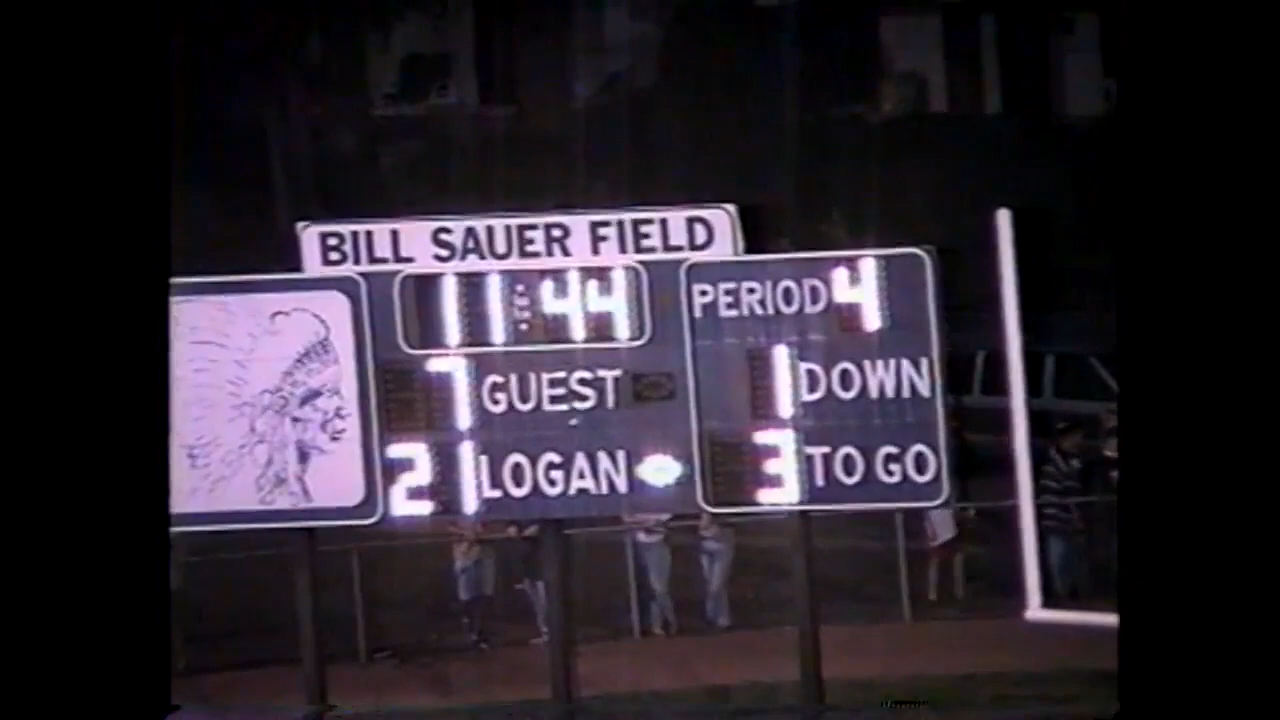 BILL SAUER FIELD
11:44
PERIOD 4
7 GUEST
1 DOWN
21 LOGAN
3 TO GO